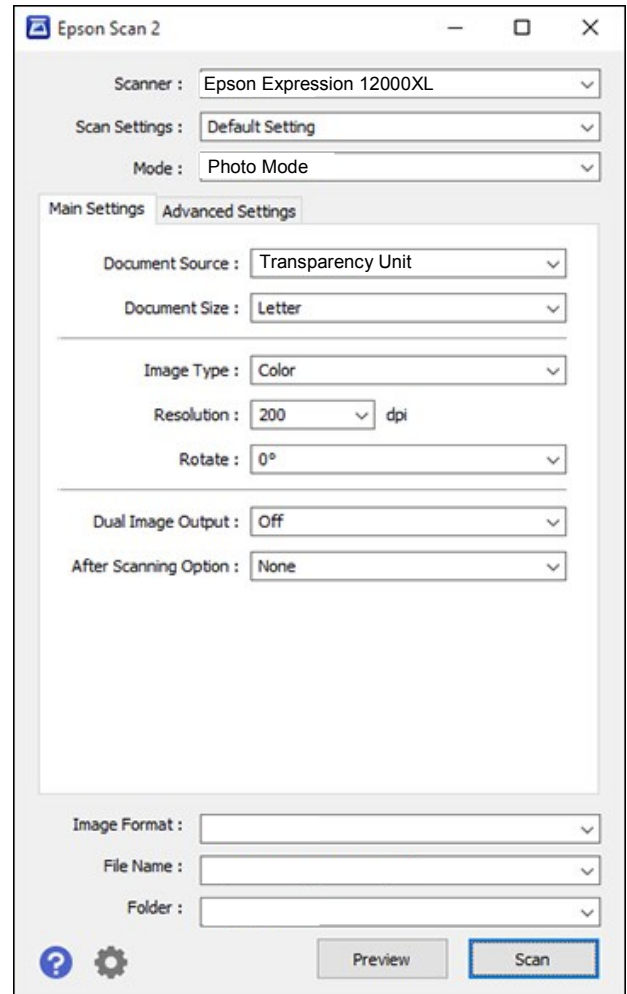 Epson Scan 2
Scanner : Epson Expression 12000XL
Scan Settings : Default Setting
Mode : Photo Mode
Main Settings Advanced Settings
Document Source : Transparency Unit
Document Size : Letter
Image Type : Color
Resolution : 200 dpi
Rotate : 0°
Dual Image Output : Off
After Scanning Option : None
Image Format :
File Name :
Folder :
? Preview Scan